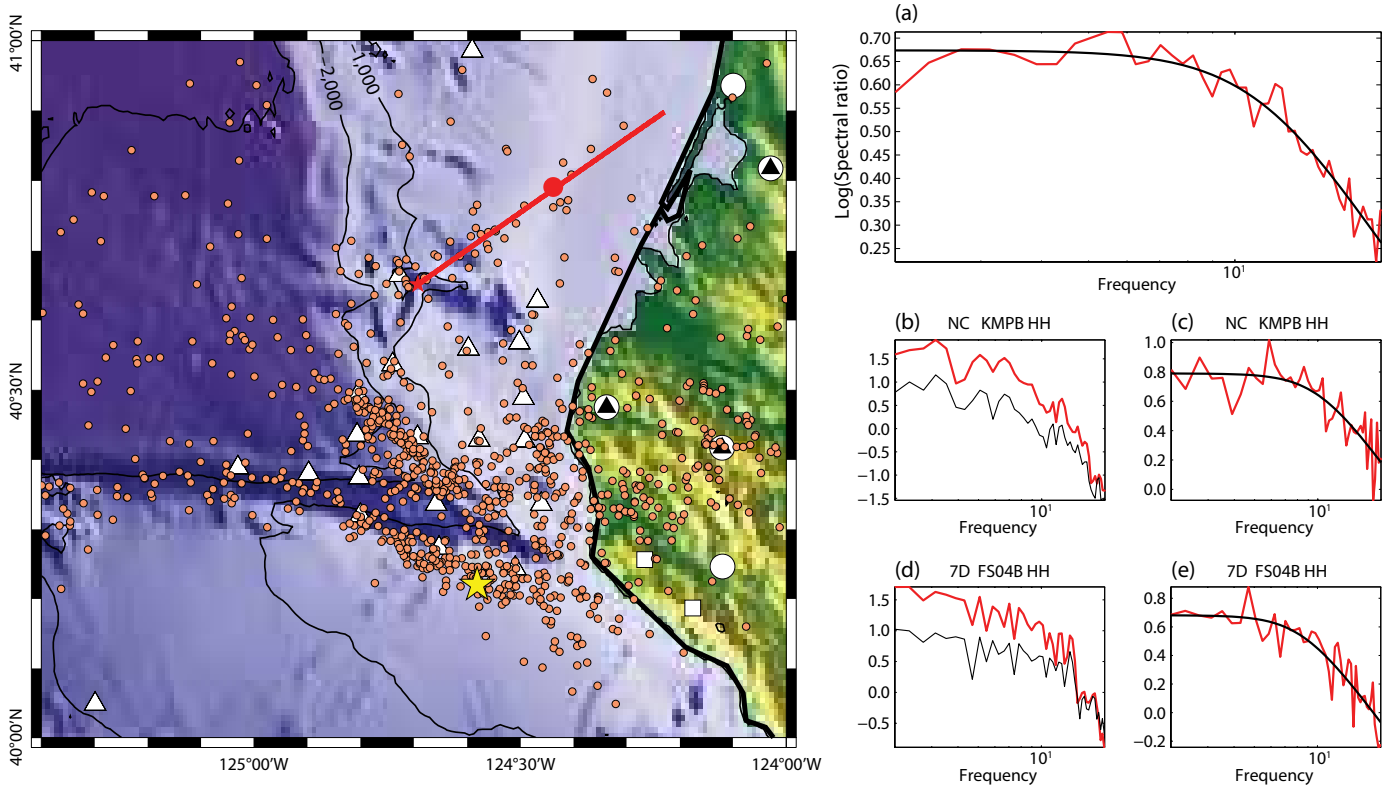 41°00'N
40°30'N
40°00'N
125°00'W
124°30'W
124°00'W
−2,000
−1,000
(a)
Log(Spectral ratio)
0.70
0.65
0.60
0.55
0.50
0.45
0.40
0.35
0.30
0.25
10¹
Frequency
(b) NC KMPB HH
1.5
1.0
0.5
0.0
−0.5
−1.0
−1.5
10¹
Frequency
(c) NC KMPB HH
1.0
0.8
0.6
0.4
0.2
0.0
10¹
Frequency
(d) 7D FS04B HH
1.5
1.0
0.5
0.0
−0.5
10¹
Frequency
(e) 7D FS04B HH
0.8
0.6
0.4
0.2
0.0
−0.2
10¹
Frequency